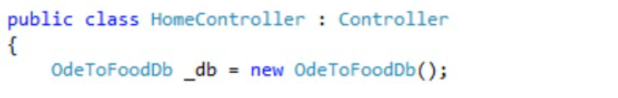 public class HomeController : Controller
{
    OdeToFoodDb _db = new OdeToFoodDb();